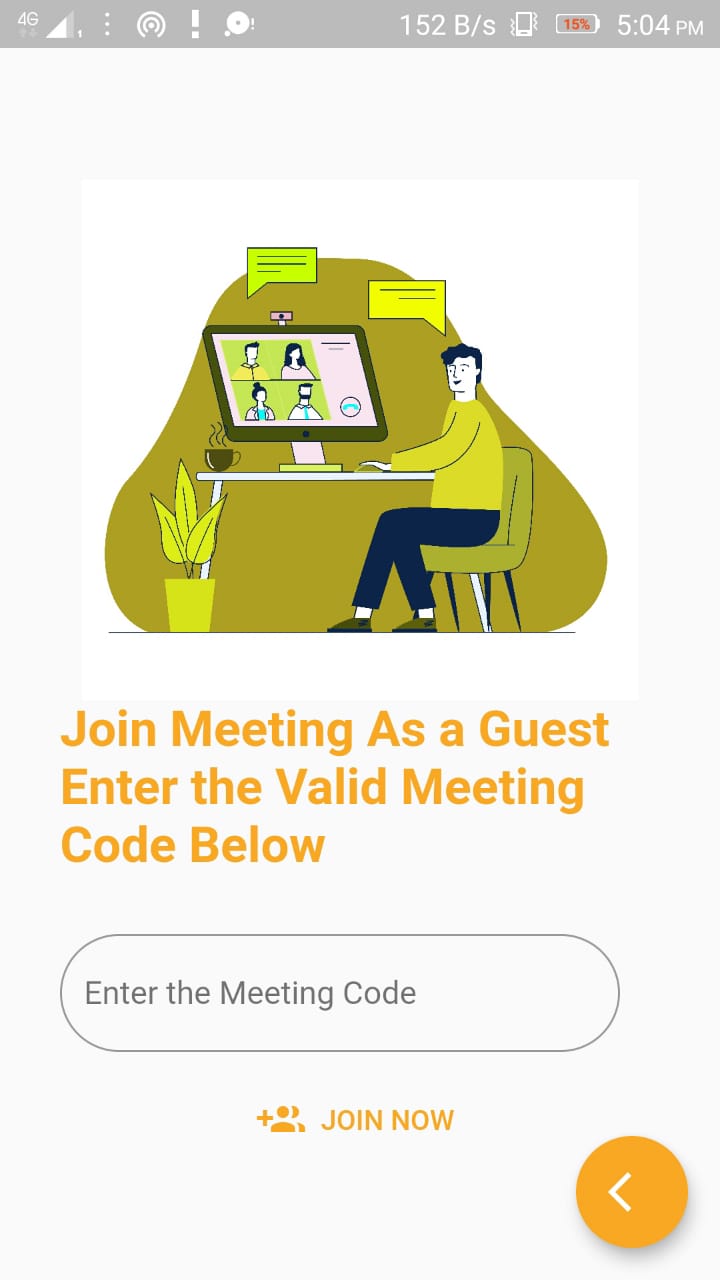 4G 1 152 B/s 15% 5:04 PM
Join Meeting As a Guest
Enter the Valid Meeting
Code Below
Enter the Meeting Code
JOIN NOW